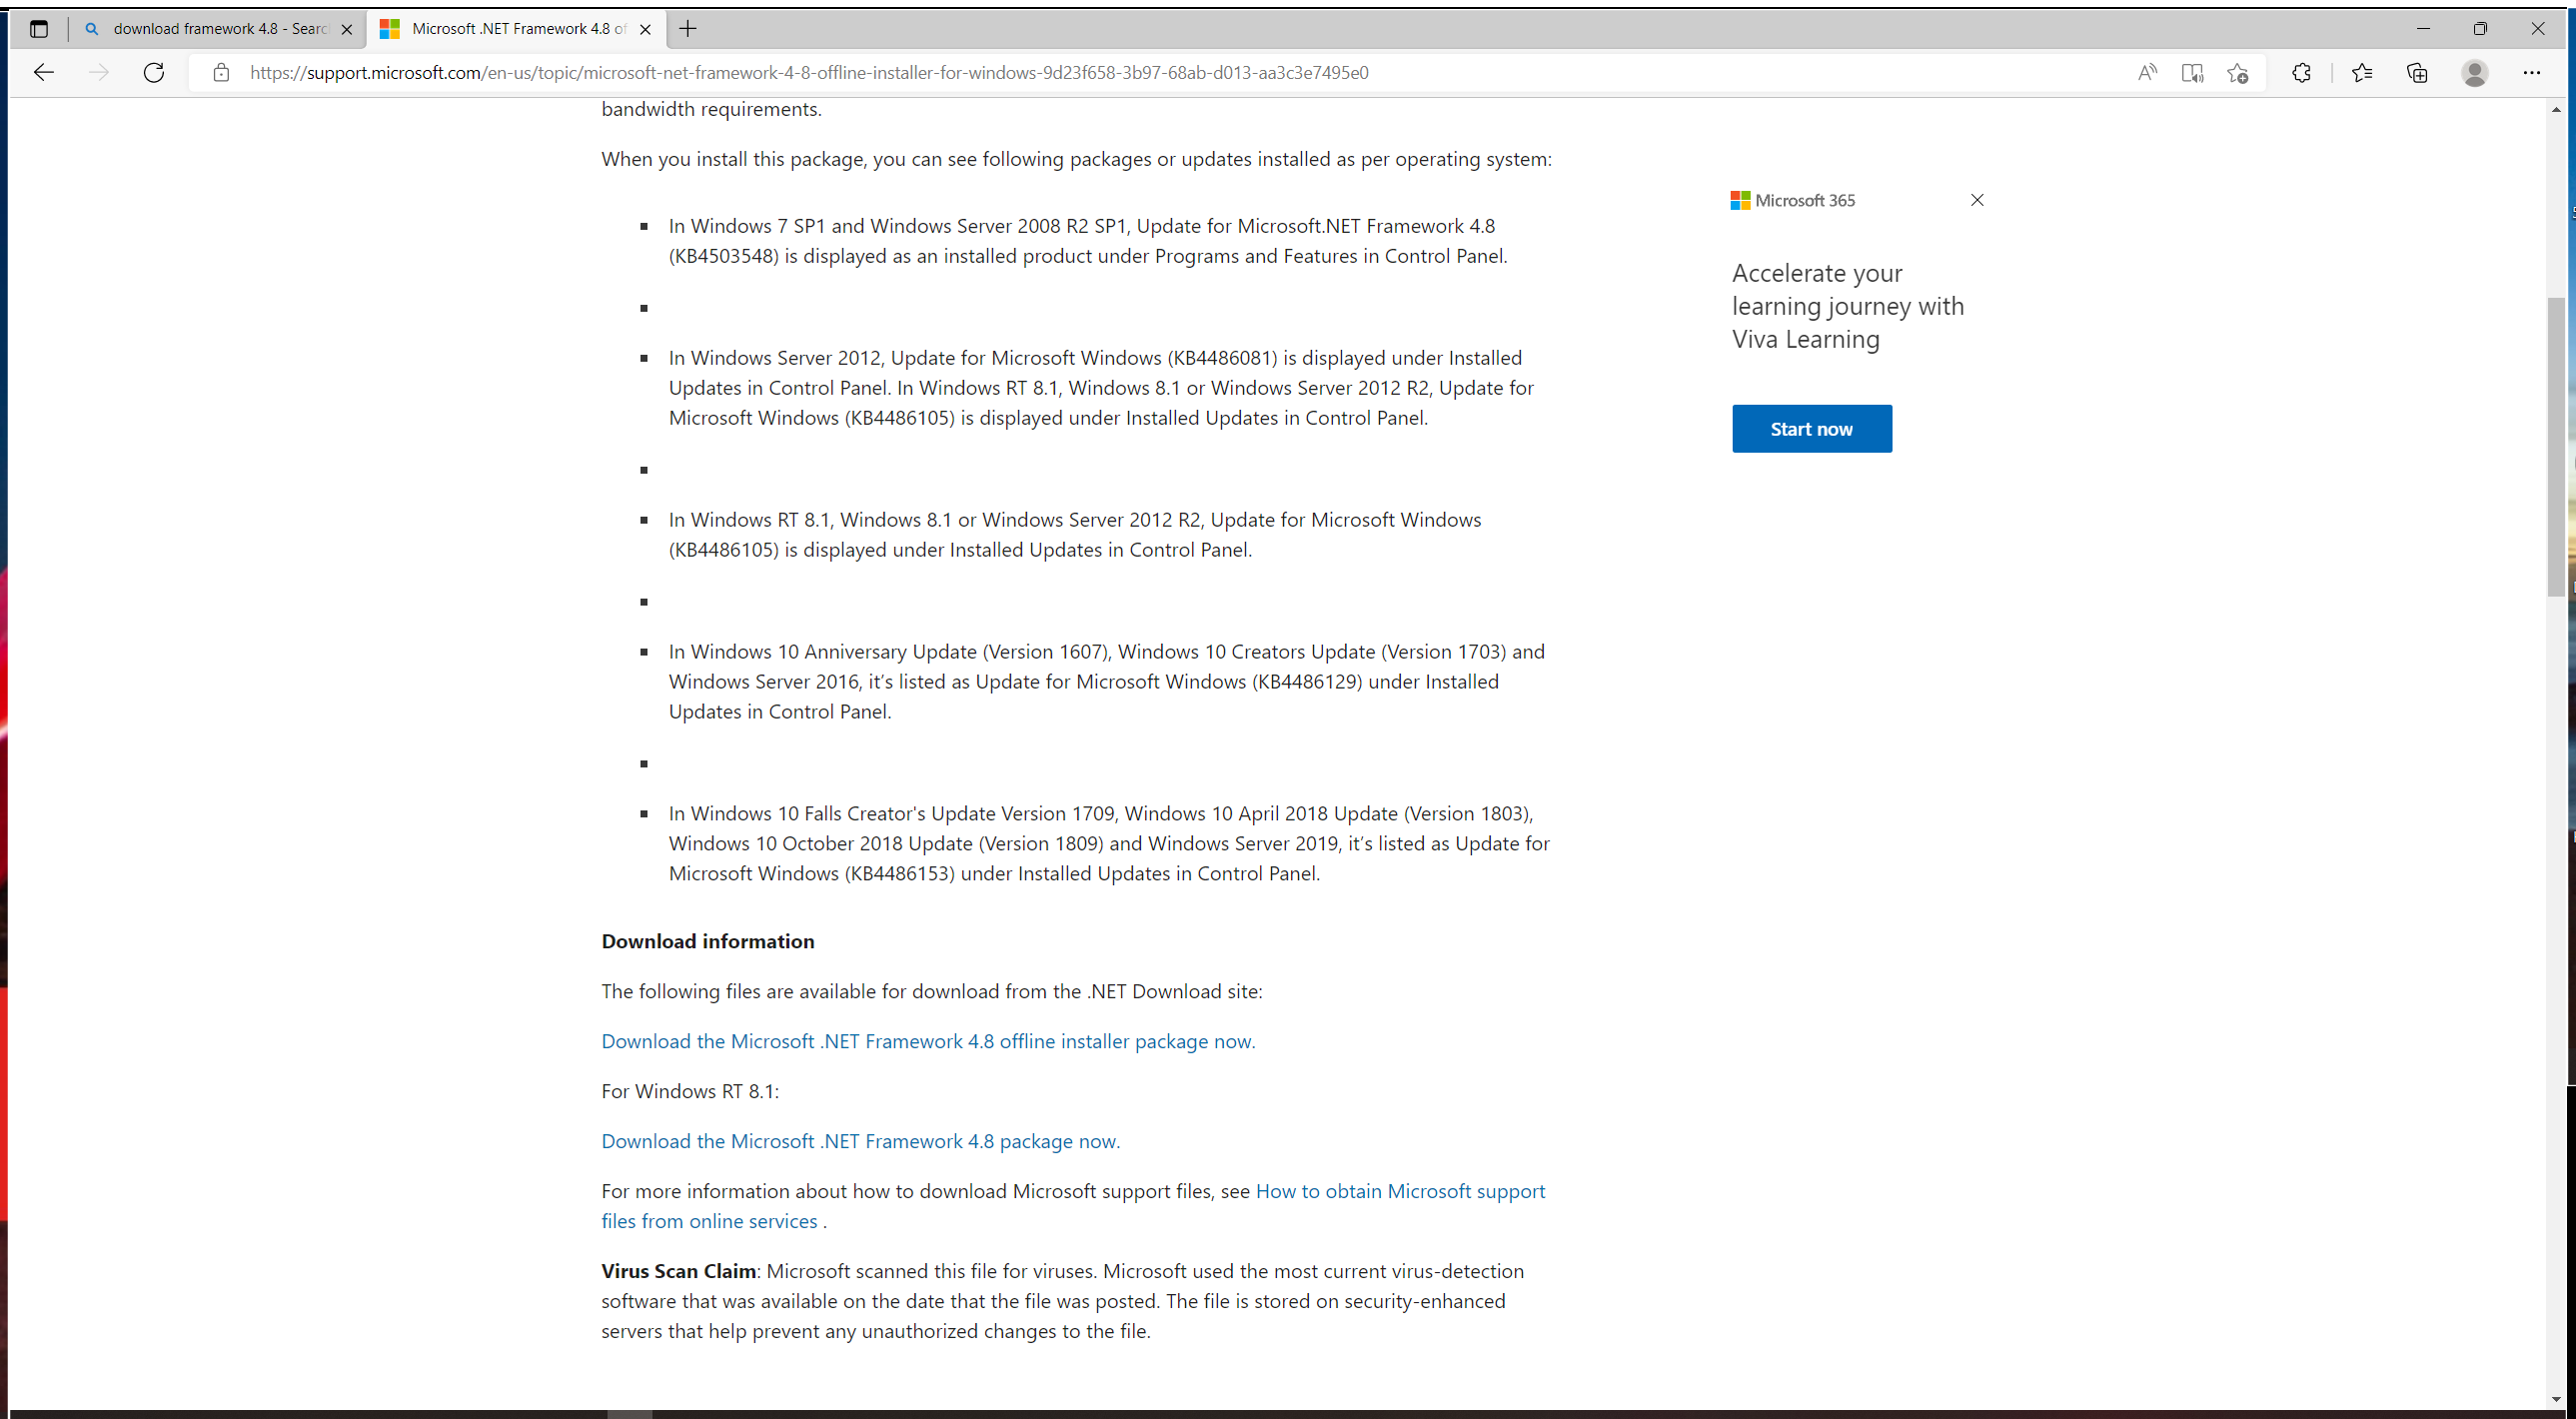 download framework 4.8 - Searc
Microsoft .NET Framework 4.8 of
https://support.microsoft.com/en-us/topic/microsoft-net-framework-4-8-offline-installer-for-windows-9d23f658-3b97-68ab-d013-aa3c3e7495e0
bandwidth requirements.
When you install this package, you can see following packages or updates installed as per operating system:
In Windows 7 SP1 and Windows Server 2008 R2 SP1, Update for Microsoft.NET Framework 4.8
(KB4503548) is displayed as an installed product under Programs and Features in Control Panel.
In Windows Server 2012, Update for Microsoft Windows (KB4486081) is displayed under Installed
Updates in Control Panel. In Windows RT 8.1, Windows 8.1 or Windows Server 2012 R2, Update for
Microsoft Windows (KB4486105) is displayed under Installed Updates in Control Panel.
In Windows RT 8.1, Windows 8.1 or Windows Server 2012 R2, Update for Microsoft Windows
(KB4486105) is displayed under Installed Updates in Control Panel.
In Windows 10 Anniversary Update (Version 1607), Windows 10 Creators Update (Version 1703) and
Windows Server 2016, it’s listed as Update for Microsoft Windows (KB4486129) under Installed
Updates in Control Panel.
In Windows 10 Falls Creator's Update Version 1709, Windows 10 April 2018 Update (Version 1803),
Windows 10 October 2018 Update (Version 1809) and Windows Server 2019, it’s listed as Update for
Microsoft Windows (KB4486153) under Installed Updates in Control Panel.
Download information
The following files are available for download from the .NET Download site:
Download the Microsoft .NET Framework 4.8 offline installer package now.
For Windows RT 8.1:
Download the Microsoft .NET Framework 4.8 package now.
For more information about how to download Microsoft support files, see How to obtain Microsoft support
files from online services .
Virus Scan Claim: Microsoft scanned this file for viruses. Microsoft used the most current virus-detection
software that was available on the date that the file was posted. The file is stored on security-enhanced
servers that help prevent any unauthorized changes to the file.
Microsoft 365
Accelerate your
learning journey with
Viva Learning
Start now